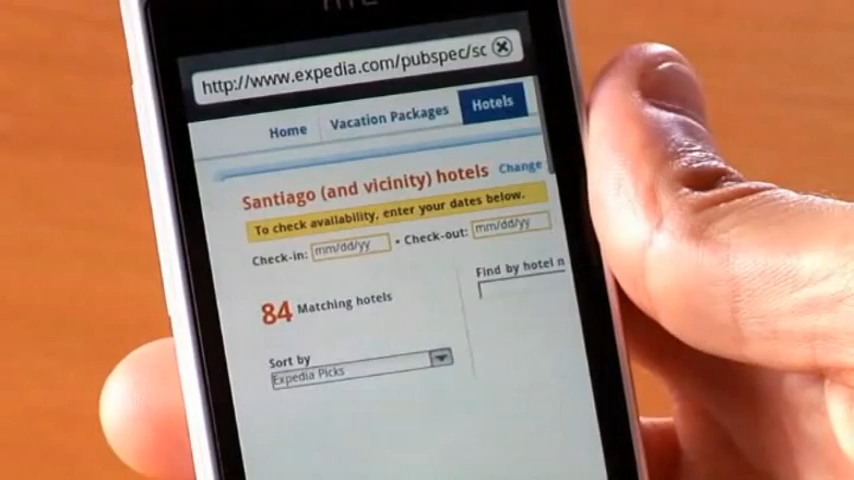 hTC
http://www.expedia.com/pubspec/sc
Home Vacation Packages Hotels
Santiago (and vicinity) hotels Change
To check availability, enter your dates below.
Check-in: mm/dd/yy • Check-out: mm/dd/yy
Find by hotel n
84 Matching hotels
Sort by
Expedia Picks